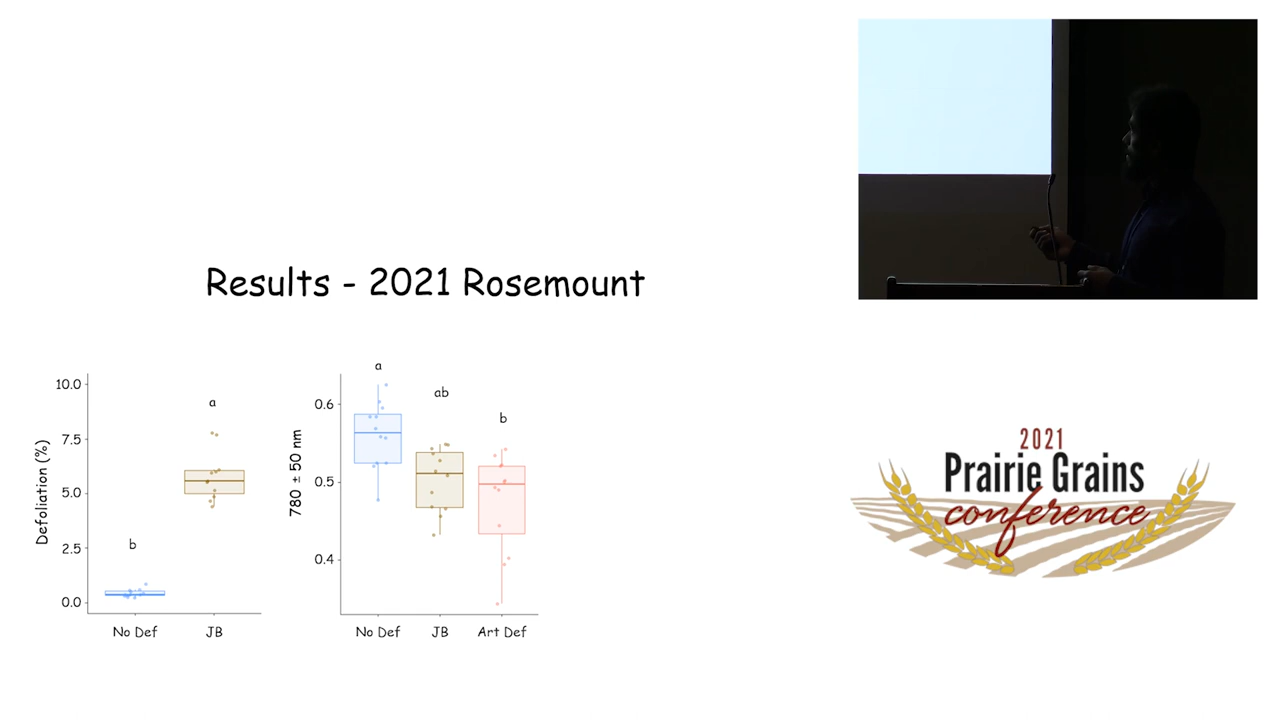 Results - 2021 Rosemount
Defoliation (%)
10.0
7.5
5.0
2.5
0.0
b
a
No Def
JB
780 ± 50 nm
0.6
0.5
0.4
a
ab
b
No Def
JB
Art Def
2021
Prairie Grains
conference